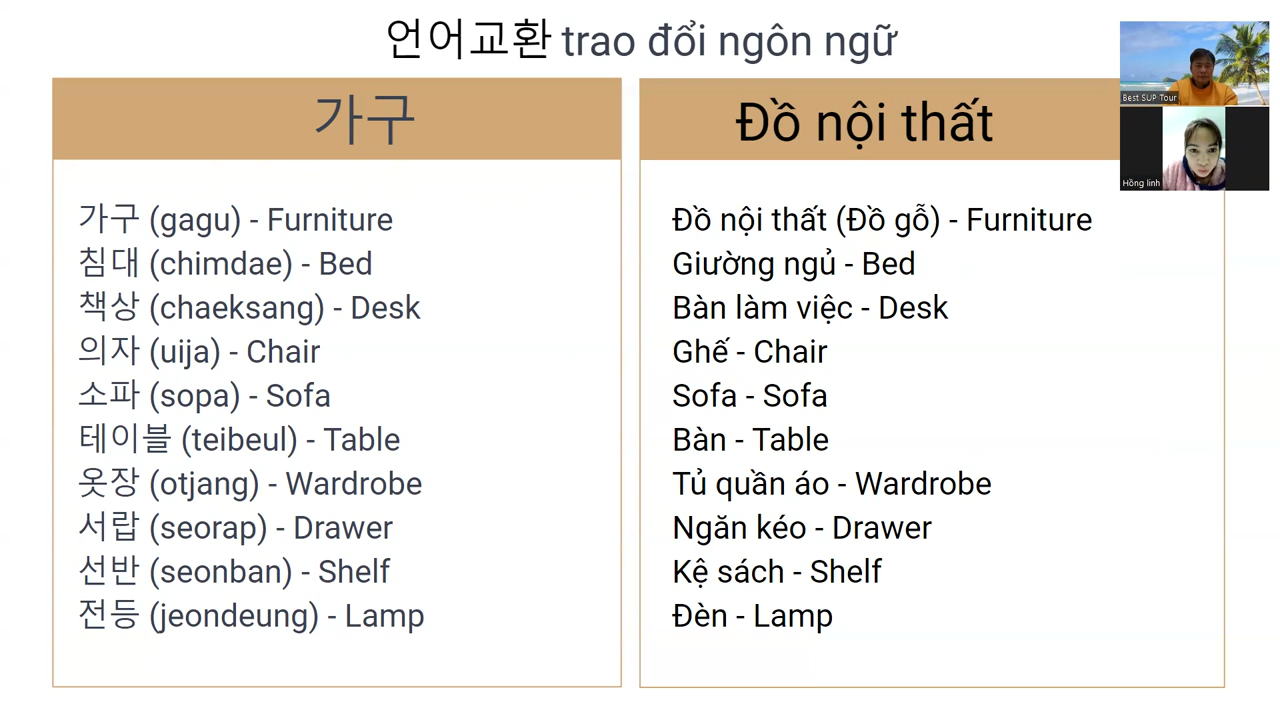 언어교환 trao đổi ngôn ngữ
가구
가구 (gagu) - Furniture
침대 (chimdae) - Bed
책상 (chaeksang) - Desk
의자 (uija) - Chair
소파 (sopa) - Sofa
테이블 (teibeul) - Table
옷장 (otjang) - Wardrobe
서랍 (seorap) - Drawer
선반 (seonban) - Shelf
전등 (jeondeung) - Lamp
Đồ nội thất
Đồ nội thất (Đồ gỗ) - Furniture
Giường ngủ - Bed
Bàn làm việc - Desk
Ghế - Chair
Sofa - Sofa
Bàn - Table
Tủ quần áo - Wardrobe
Ngăn kéo - Drawer
Kệ sách - Shelf
Đèn - Lamp
Best SUP Tour
Hồng linh